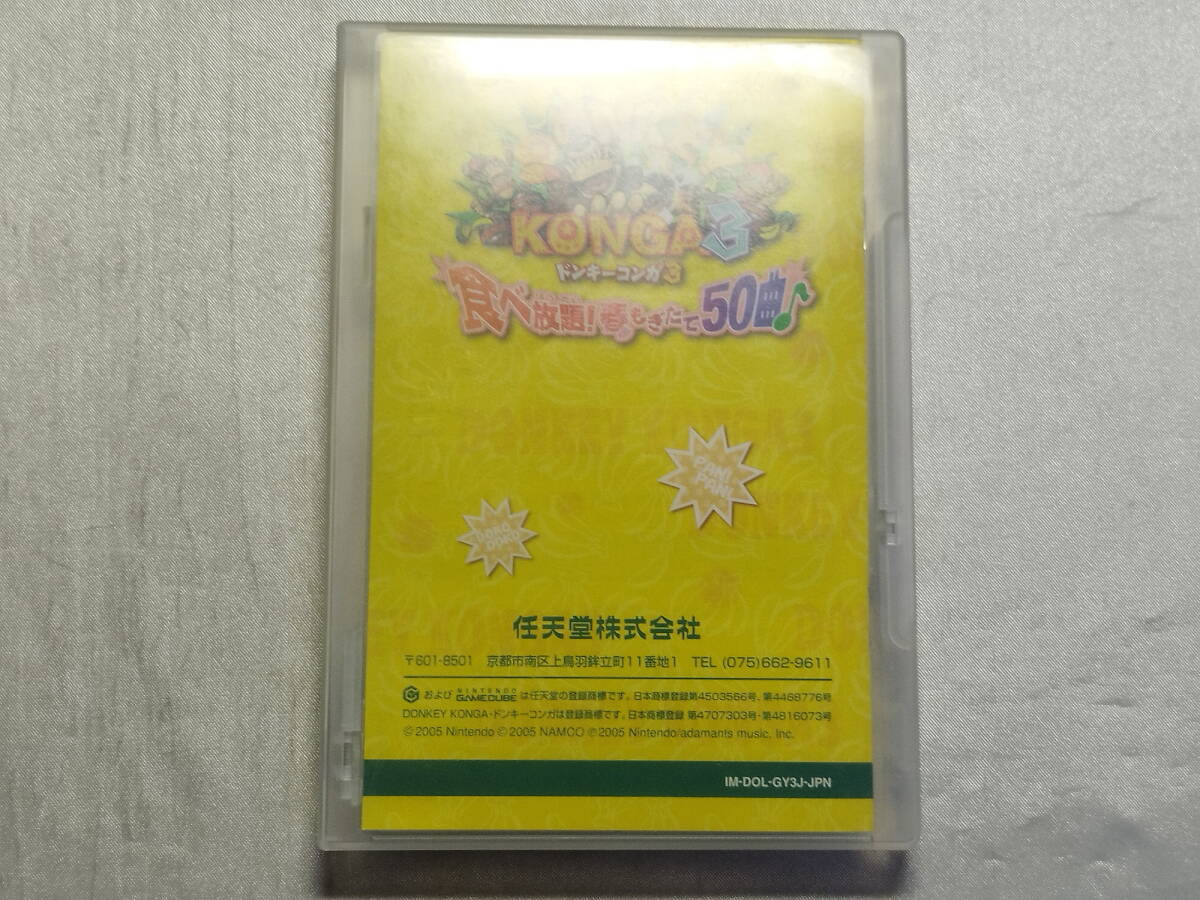 KONGA 3
ドンキーコンガ3
食べ放題!春もぎたて50曲♪
DONKEY KONGA
PAN! PAN!
DOKO DOKO
任天堂株式会社
〒601-8501 京都市南区上鳥羽鉾立町11番地1 TEL (075)662-9611
および NINTENDO GAMECUBE は任天堂の登録商標です。日本商標登録第4503566号、第4468776号
DONKEY KONGA・ドンキーコンガは登録商標です。日本商標登録 第4707303号・第4816073号
©2005 Nintendo ©2005 NAMCO ℗2005 Nintendo/adamants music, Inc.
IM-DOL-GY3J-JPN